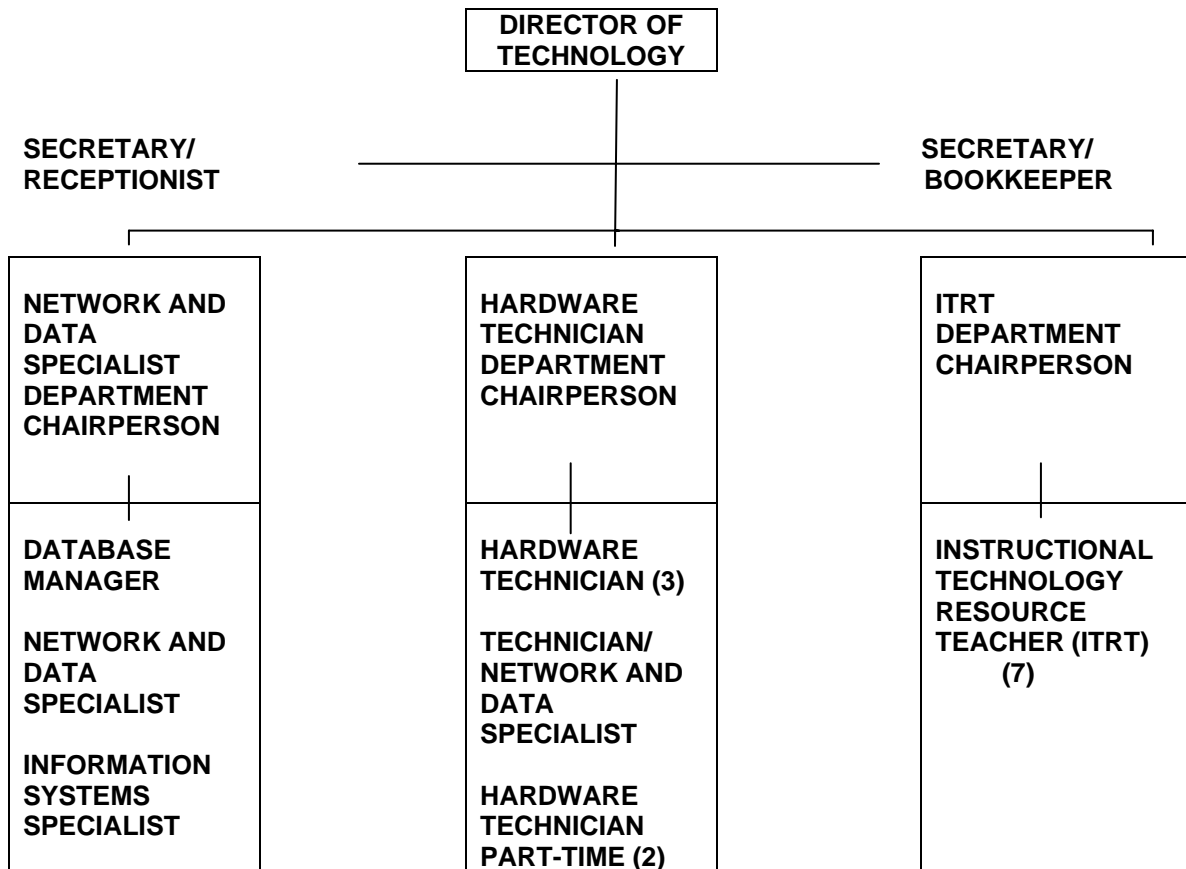 DIRECTOR OF
TECHNOLOGY
SECRETARY/
RECEPTIONIST
SECRETARY/
BOOKKEEPER
NETWORK AND
DATA
SPECIALIST
DEPARTMENT
CHAIRPERSON
HARDWARE
TECHNICIAN
DEPARTMENT
CHAIRPERSON
ITRT
DEPARTMENT
CHAIRPERSON
DATABASE
MANAGER
NETWORK AND
DATA
SPECIALIST
INFORMATION
SYSTEMS
SPECIALIST
HARDWARE
TECHNICIAN (3)
TECHNICIAN/
NETWORK AND
DATA
SPECIALIST
HARDWARE
TECHNICIAN
PART-TIME (2)
INSTRUCTIONAL
TECHNOLOGY
RESOURCE
TEACHER (ITRT)
(7)